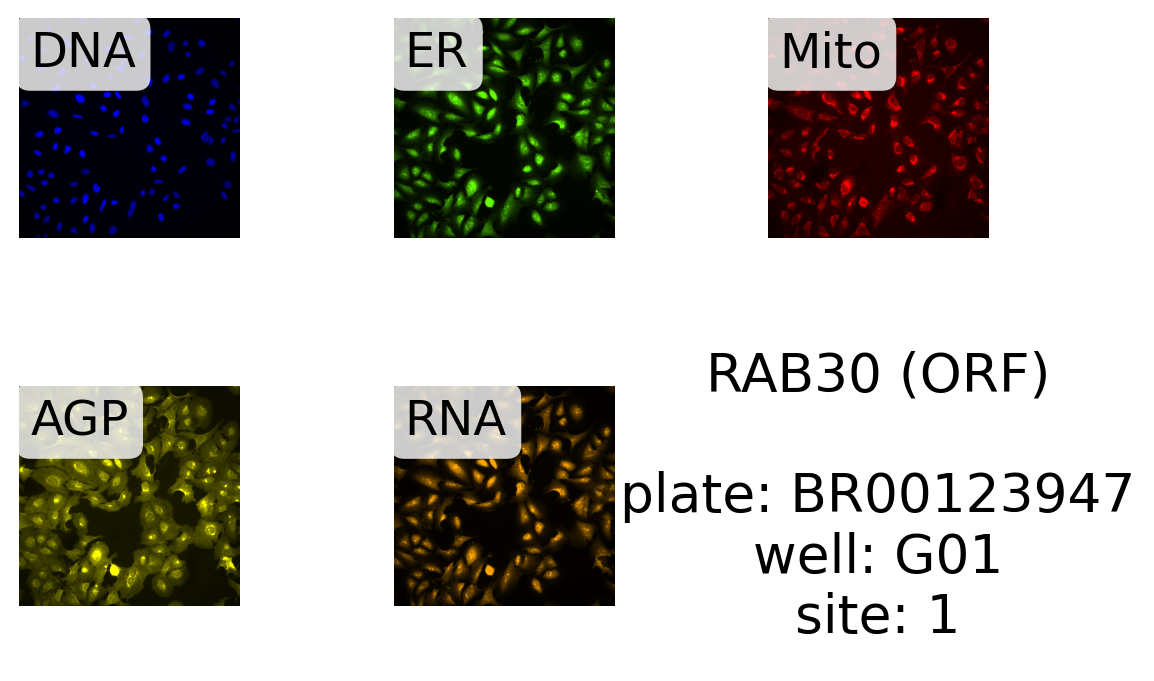 DNA
ER
Mito
AGP
RNA
RAB30 (ORF)
plate: BR00123947
well: G01
site: 1